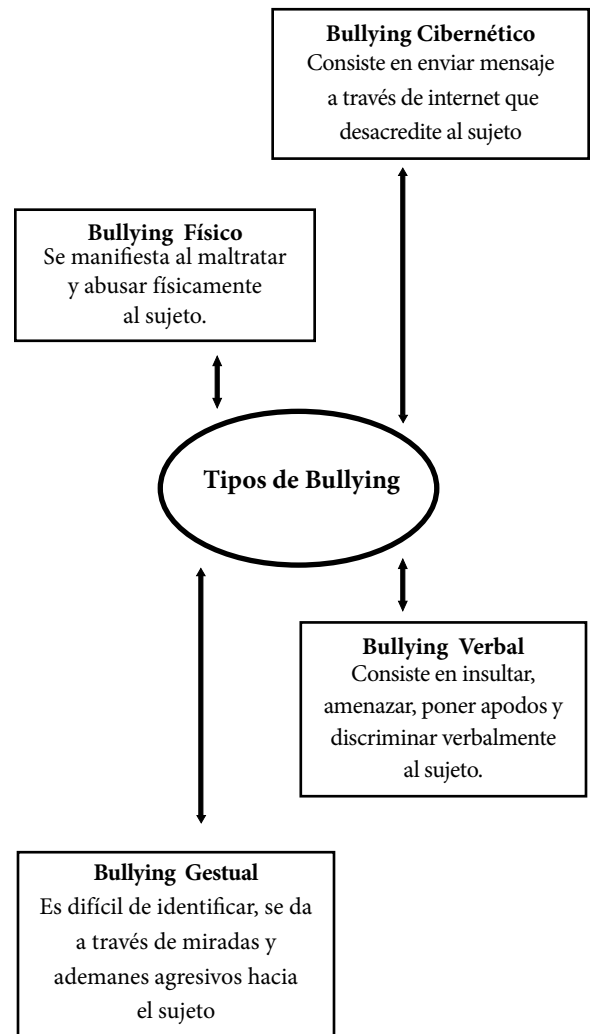 Bullying Cibernético
Consiste en enviar mensaje
a través de internet que
desacredite al sujeto
Bullying Físico
Se manifiesta al maltratar
y abusar físicamente
al sujeto.
Tipos de Bullying
Bullying Verbal
Consiste en insultar,
amenazar, poner apodos y
discriminar verbalmente
al sujeto.
Bullying Gestual
Es difícil de identificar, se da
a través de miradas y
ademanes agresivos hacia
el sujeto